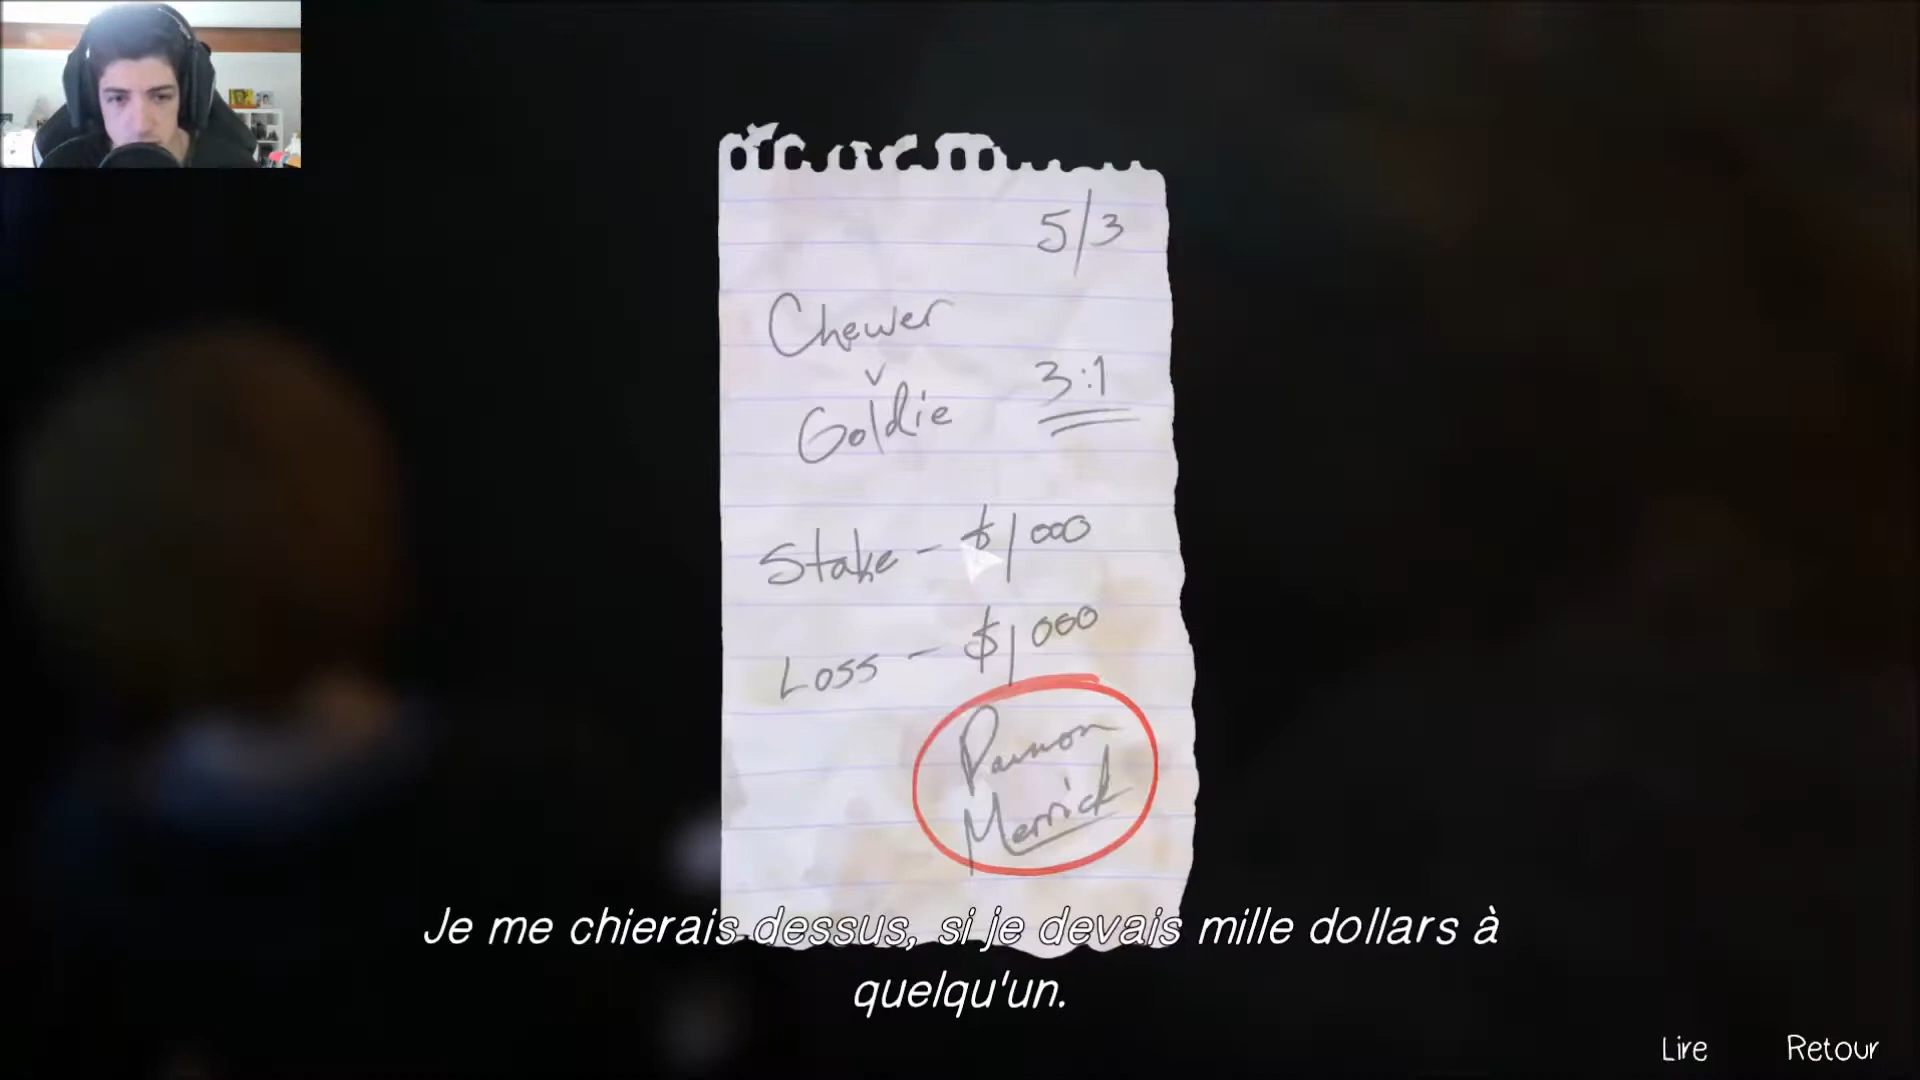 5/3
Chewer
v
Goldie 3:1
Stake - $1000
Loss - $1000
Damon
Merrick
Je me chierais dessus, si je devais mille dollars à
quelqu'un.
Lire Retour